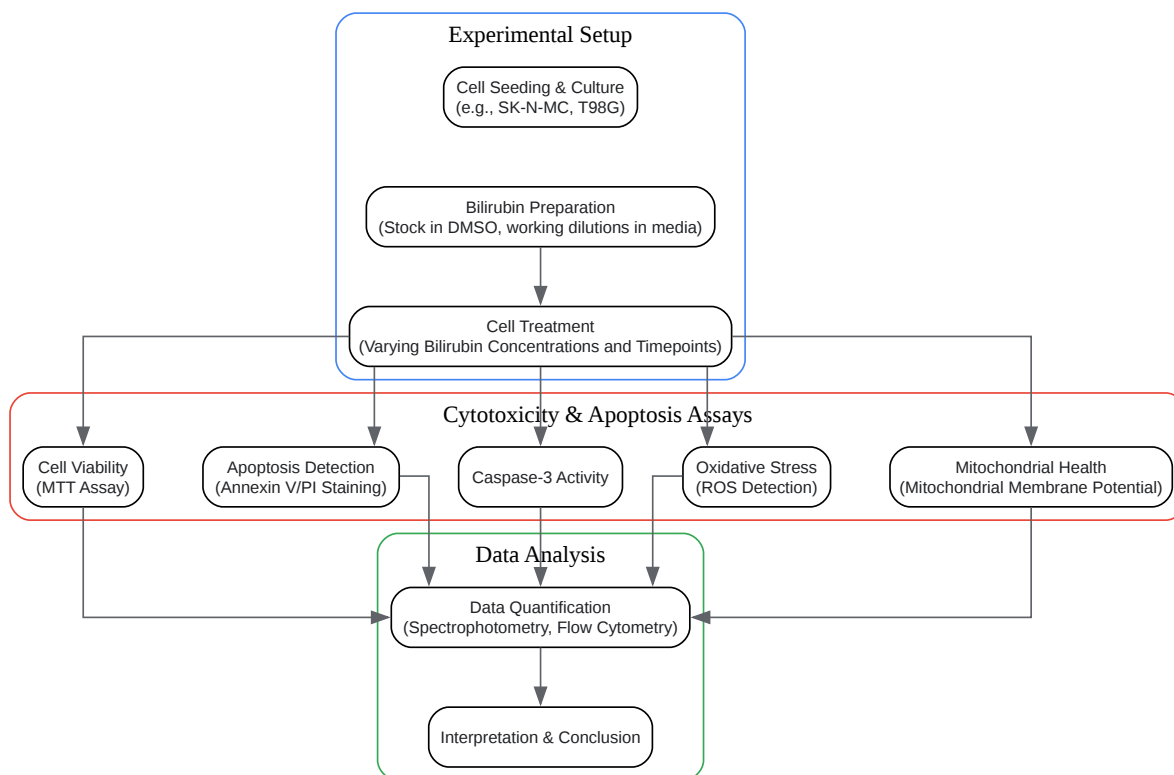 Experimental Setup
Cell Seeding & Culture
(e.g., SK-N-MC, T98G)
Bilirubin Preparation
(Stock in DMSO, working dilutions in media)
Cell Treatment
(Varying Bilirubin Concentrations and Timepoints)
Cytotoxicity & Apoptosis Assays
Cell Viability
(MTT Assay)
Apoptosis Detection
(Annexin V/PI Staining)
Caspase-3 Activity
Oxidative Stress
(ROS Detection)
Mitochondrial Health
(Mitochondrial Membrane Potential)
Data Analysis
Data Quantification
(Spectrophotometry, Flow Cytometry)
Interpretation & Conclusion